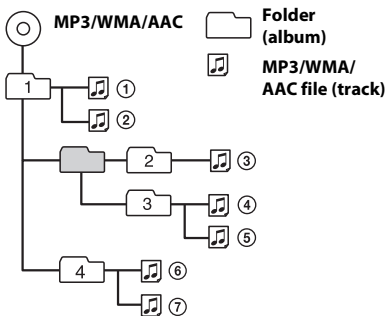 MP3/WMA/AAC
Folder
(album)
MP3/WMA/
AAC file (track)
1
①
②
2
③
3
④
⑤
4
⑥
⑦